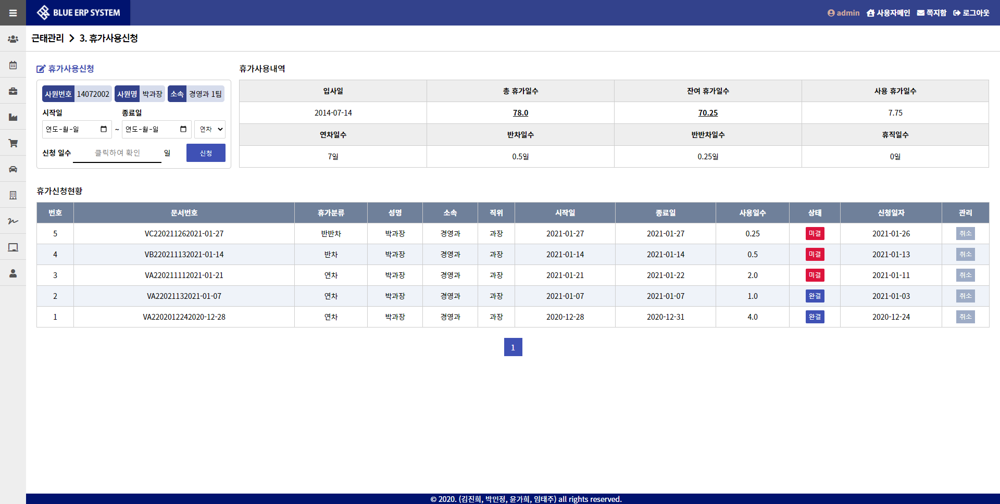 BLUE ERP SYSTEM
admin 사용자메인 쪽지함 로그아웃
근태관리 3. 휴가사용신청
휴가사용신청
사원번호 14072002 사원명 박과장 소속 경영과 1팀
시작일 종료일
연도-월-일 ~ 연도-월-일 연차
신청 일수 클릭하여 확인 일 신청
휴가사용내역
입사일 총 휴가일수 잔여 휴가일수 사용 휴가일수
2014-07-14 78.0 70.25 7.75
연차일수 반차일수 반반차일수 휴직일수
7일 0.5일 0.25일 0일
휴가신청현황
번호 문서번호 휴가분류 성명 소속 직위 시작일 종료일 사용일수 상태 신청일자 관리
5 VC220211262021-01-27 반반차 박과장 경영과 과장 2021-01-27 2021-01-27 0.25 미결 2021-01-26 취소
4 VB220211132021-01-14 반차 박과장 경영과 과장 2021-01-14 2021-01-14 0.5 미결 2021-01-13 취소
3 VA220211112021-01-21 연차 박과장 경영과 과장 2021-01-21 2021-01-22 2.0 미결 2021-01-11 취소
2 VA22021132021-01-07 연차 박과장 경영과 과장 2021-01-07 2021-01-07 1.0 완결 2021-01-03 취소
1 VA2202012242020-12-28 연차 박과장 경영과 과장 2020-12-28 2020-12-31 4.0 완결 2020-12-24 취소
1
© 2020. (김진희, 박민정, 윤가희, 임태주) all rights reserved.